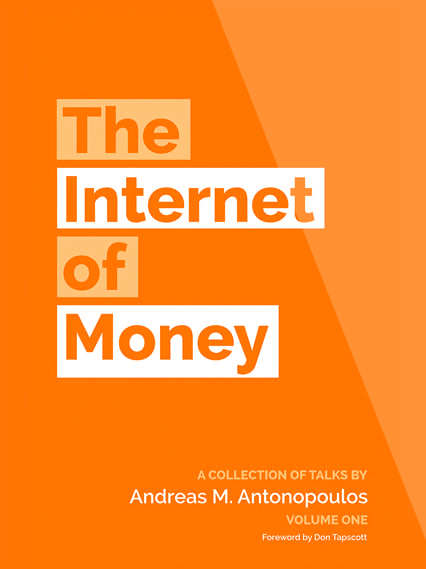 The
Internet
of
Money
A COLLECTION OF TALKS BY
Andreas M. Antonopoulos
VOLUME ONE
Foreword by Don Tapscott